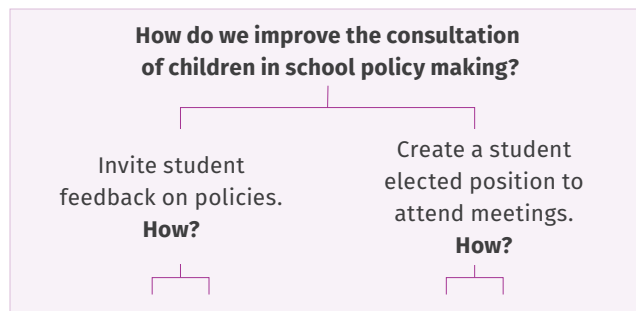 How do we improve the consultation
of children in school policy making?
Invite student
feedback on policies.
How?
Create a student
elected position to
attend meetings.
How?